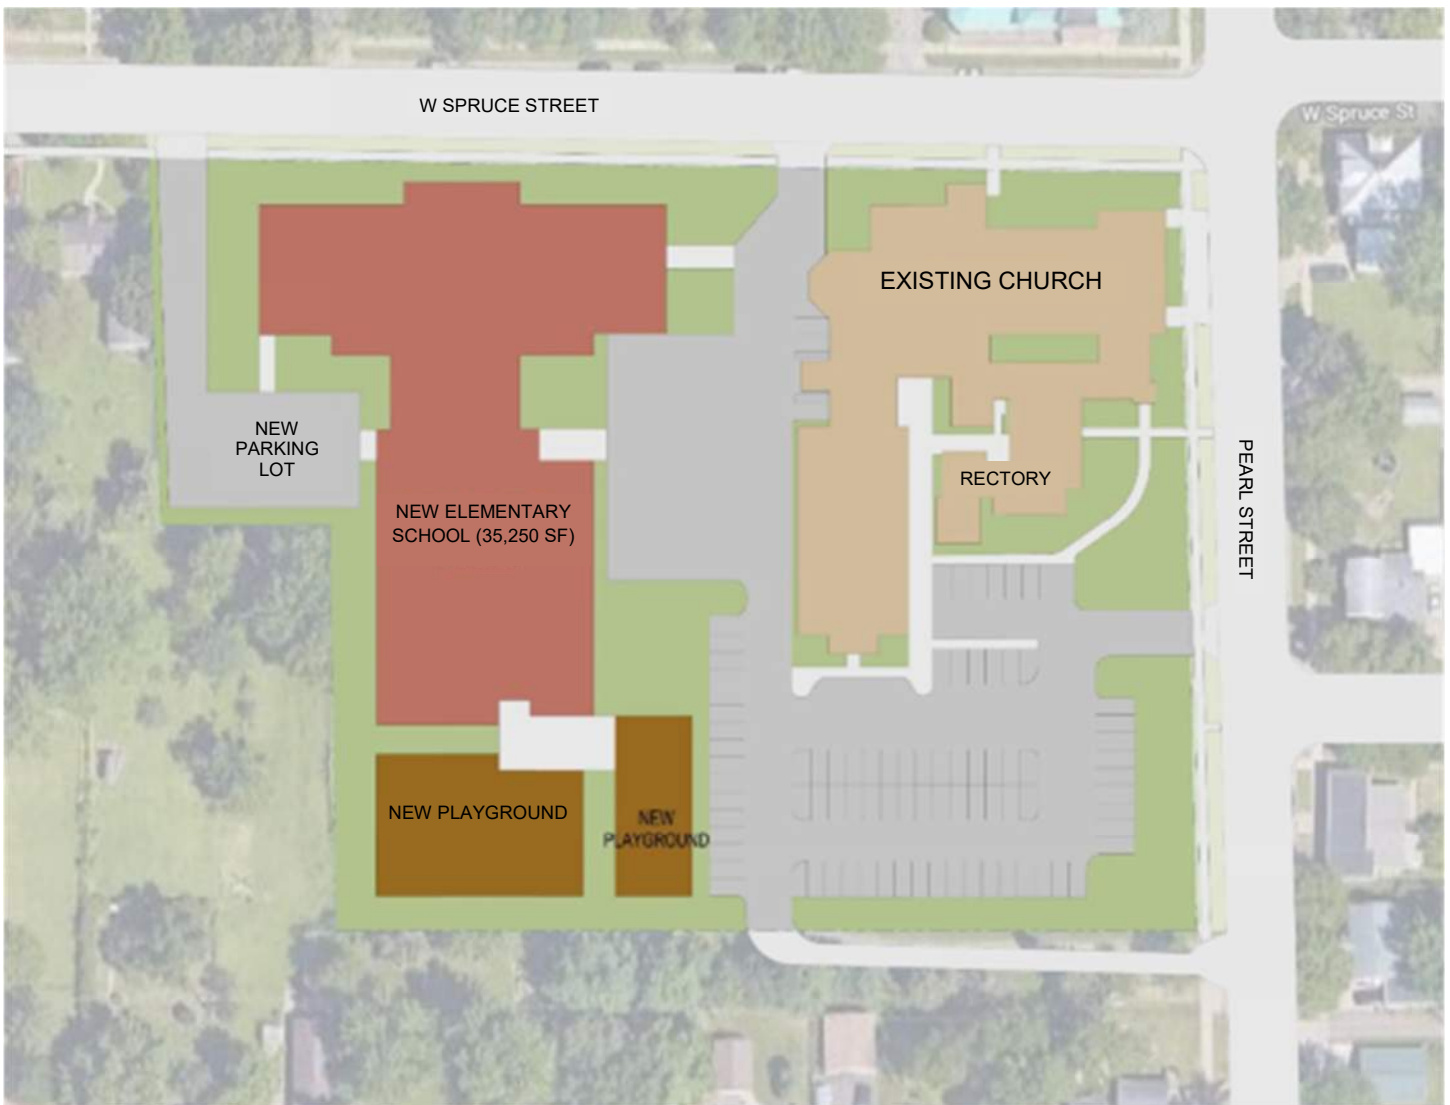 W SPRUCE STREET
W Spruce St
EXISTING CHURCH
NEW
PARKING
LOT
RECTORY
PEARL STREET
NEW ELEMENTARY
SCHOOL (35,250 SF)
NEW PLAYGROUND
NEW
PLAYGROUND